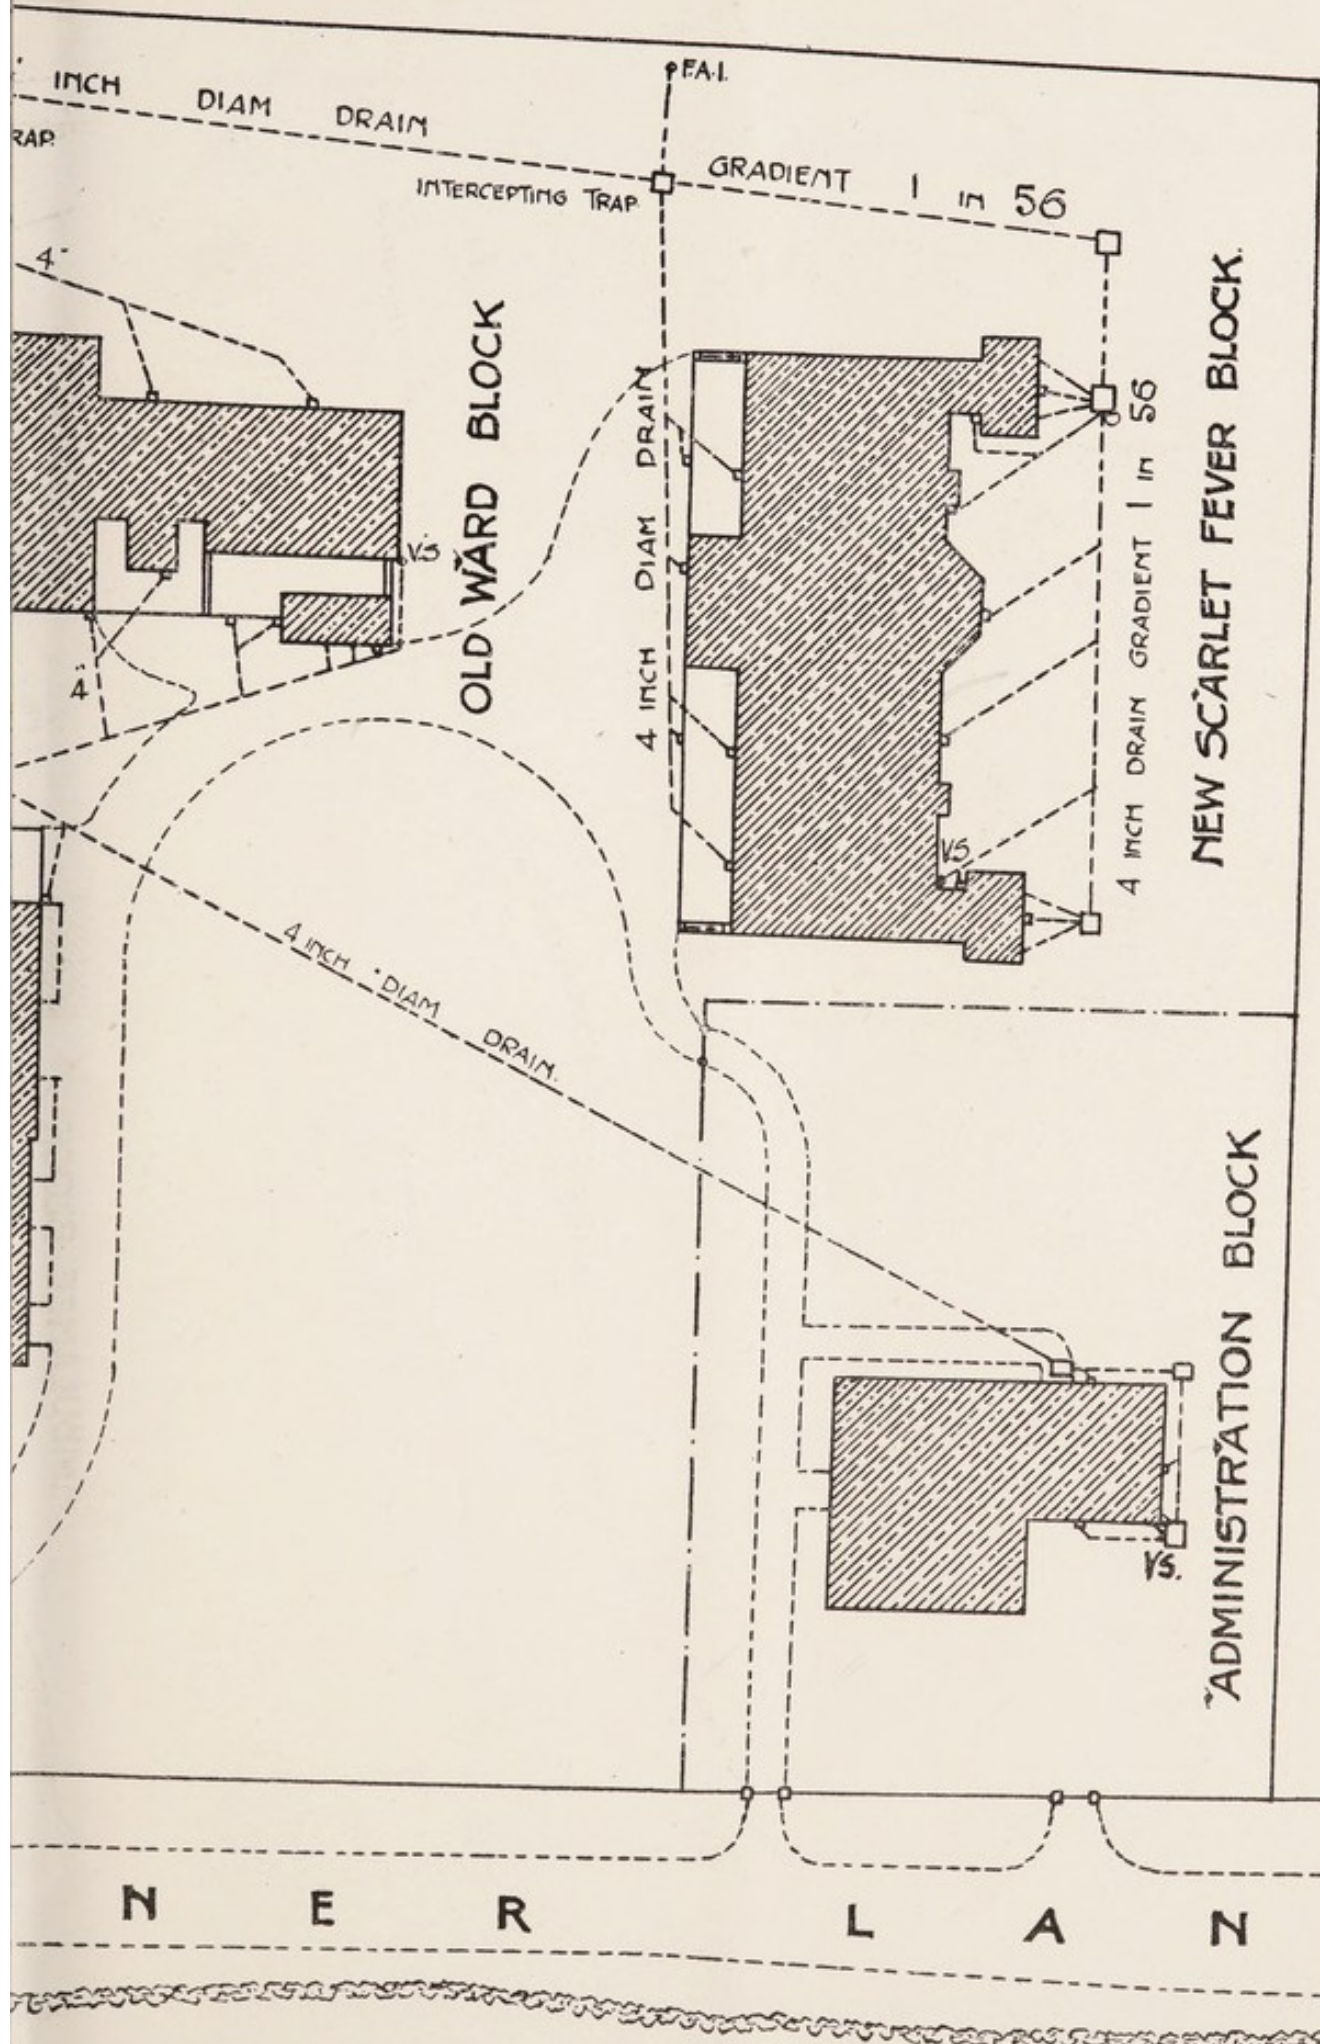 F.A.I.
INCH DIAM DRAIN
RAP.
INTERCEPTING TRAP
GRADIENT 1 IN 56
4"
OLD WARD BLOCK
V.S
4"
4 INCH DIAM DRAIN
4 INCH DRAIN GRADIENT 1 IN 56
NEW SCARLET FEVER BLOCK.
V.S
4 INCH DIAM DRAIN.
ADMINISTRATION BLOCK
V.S.
N E R L A N